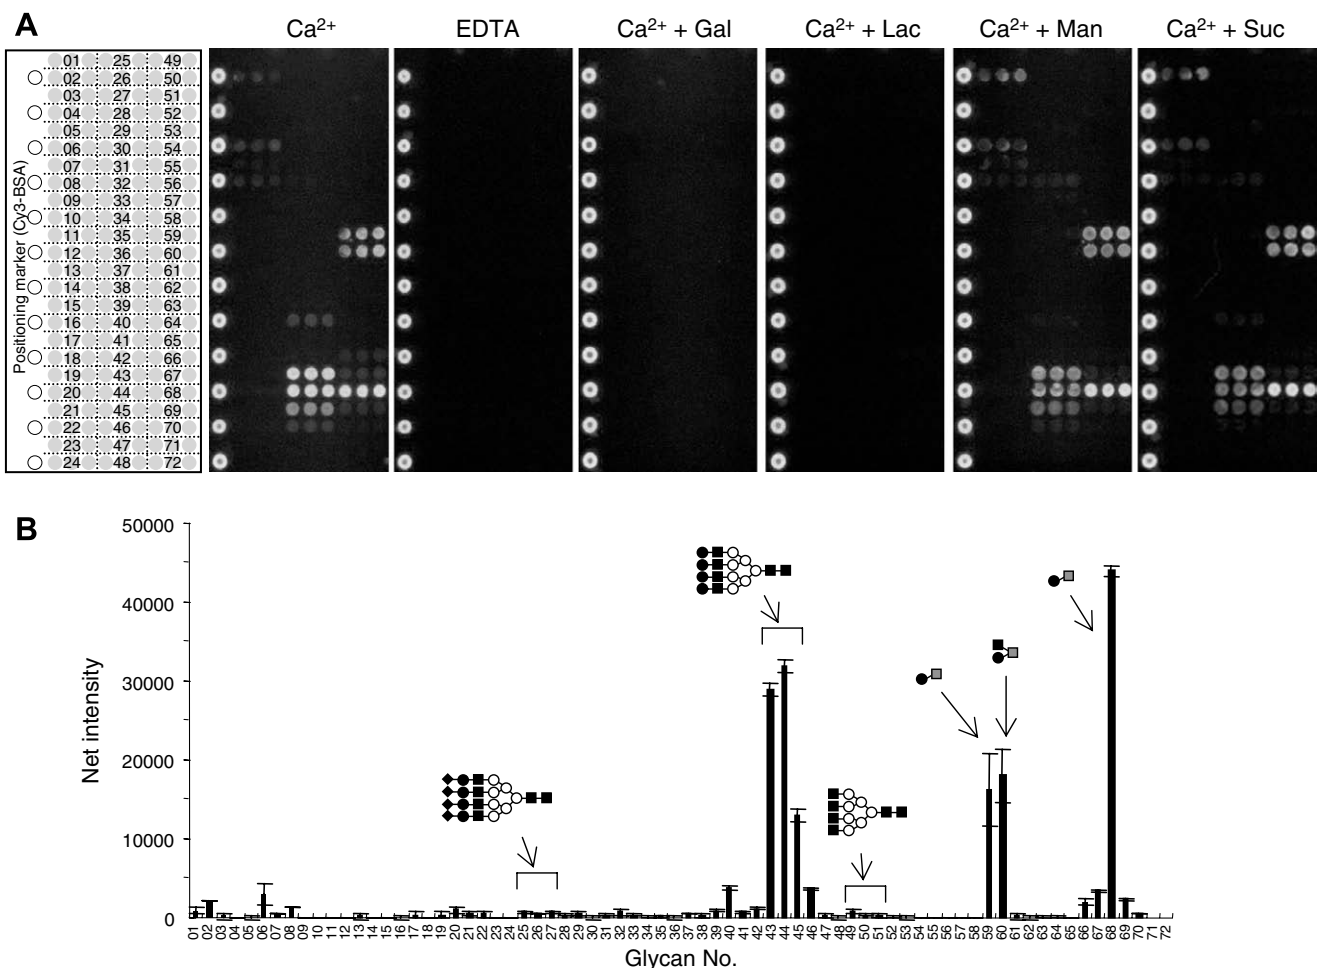 A
Ca²⁺ EDTA Ca²⁺ + Gal Ca²⁺ + Lac Ca²⁺ + Man Ca²⁺ + Suc
Positioning marker (Cy3-BSA)
01 25 49
02 26 50
03 27 51
04 28 52
05 29 53
06 30 54
07 31 55
08 32 56
09 33 57
10 34 58
11 35 59
12 36 60
13 37 61
14 38 62
15 39 63
16 40 64
17 41 65
18 42 66
19 43 67
20 44 68
21 45 69
22 46 70
23 47 71
24 48 72
B
Net intensity
50000
40000
30000
20000
10000
0
01 02 03 04 05 06 07 08 09 10 11 12 13 14 15 16 17 18 19 20 21 22 23 24 25 26 27 28 29 30 31 32 33 34 35 36 37 38 39 40 41 42 43 44 45 46 47 48 49 50 51 52 53 54 55 56 57 58 59 60 61 62 63 64 65 66 67 68 69 70 71 72
Glycan No.